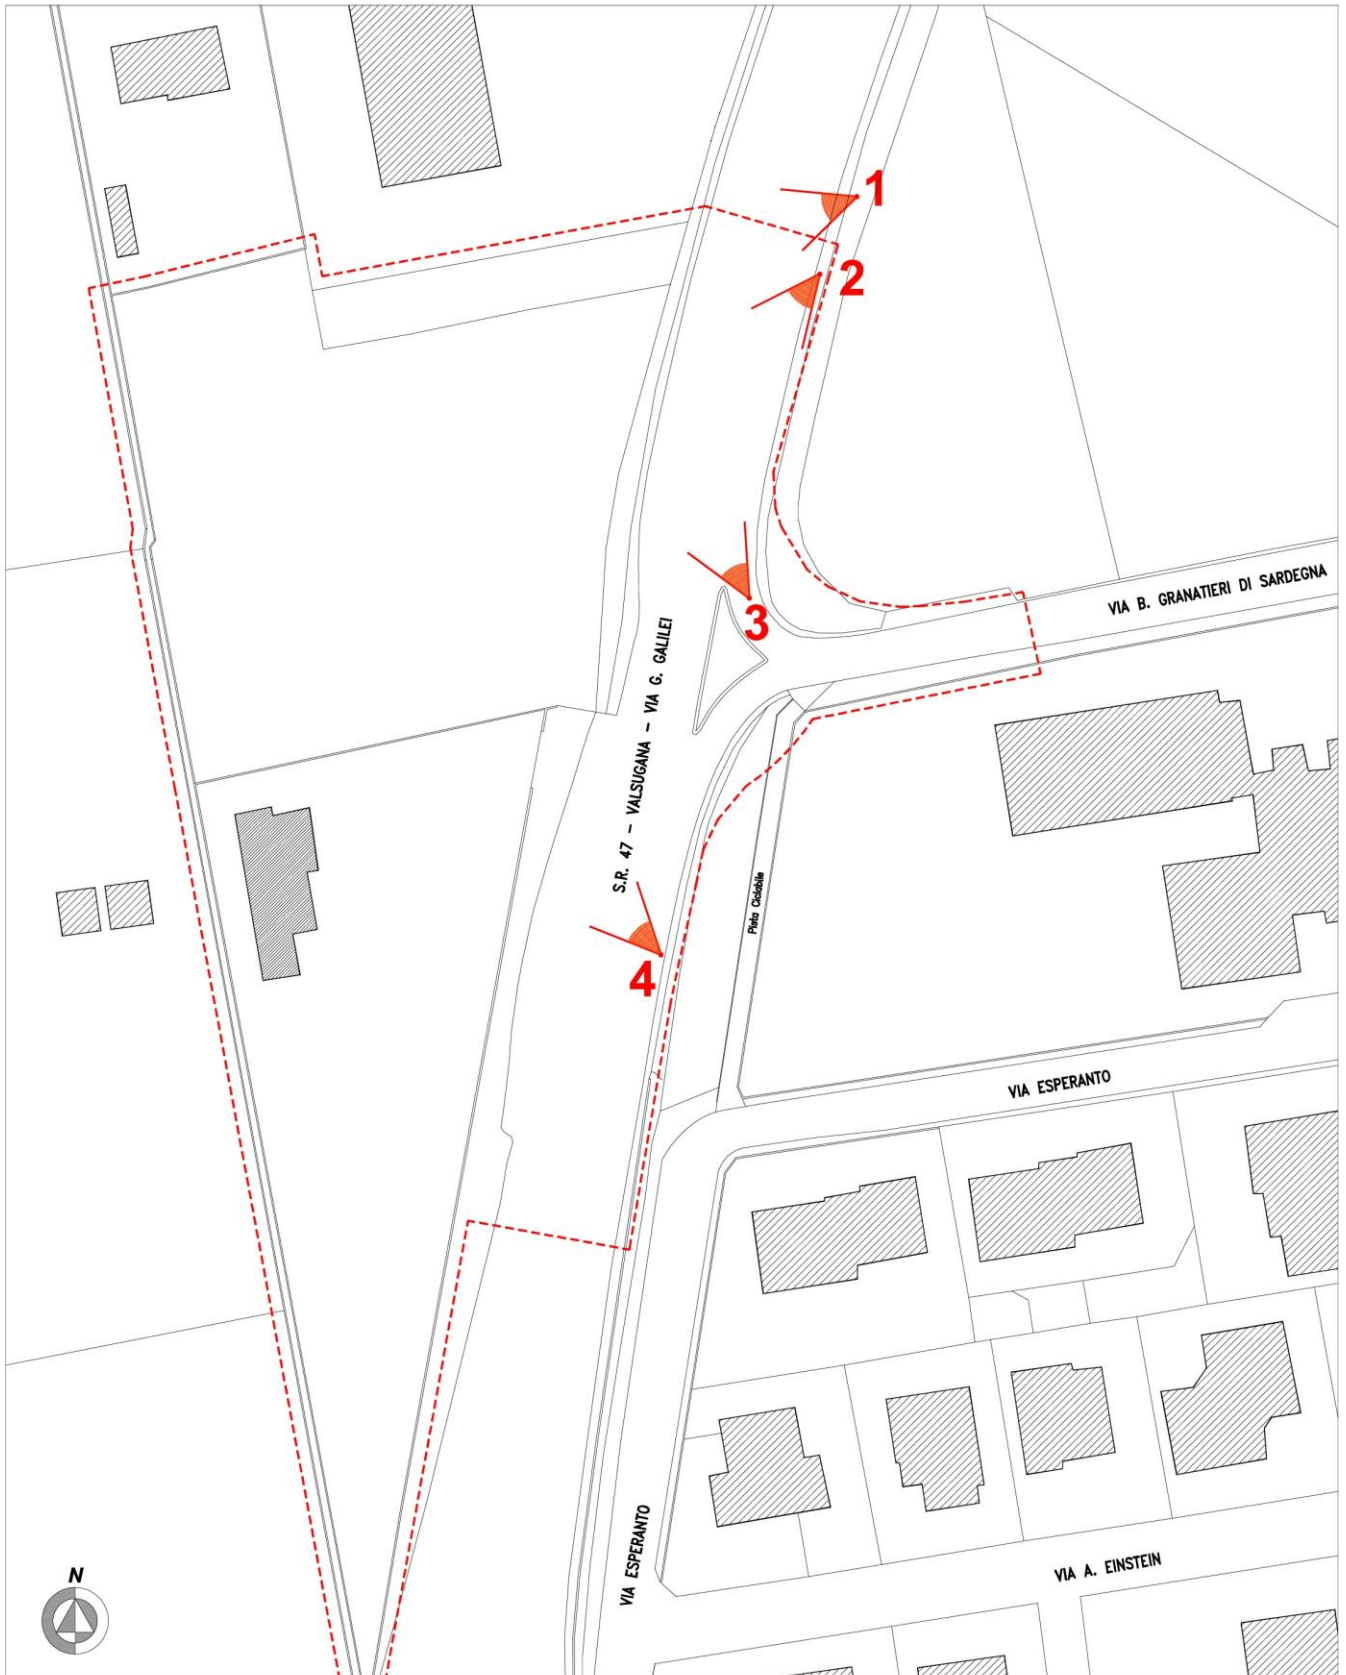 1
2
VIA B. GRANATIERI DI SARDEGNA
3
S.R. 47 - VALSUGANA - VIA G. GALILEI
Pista Ciclabile
4
VIA ESPERANTO
VIA ESPERANTO
VIA A. EINSTEIN
N